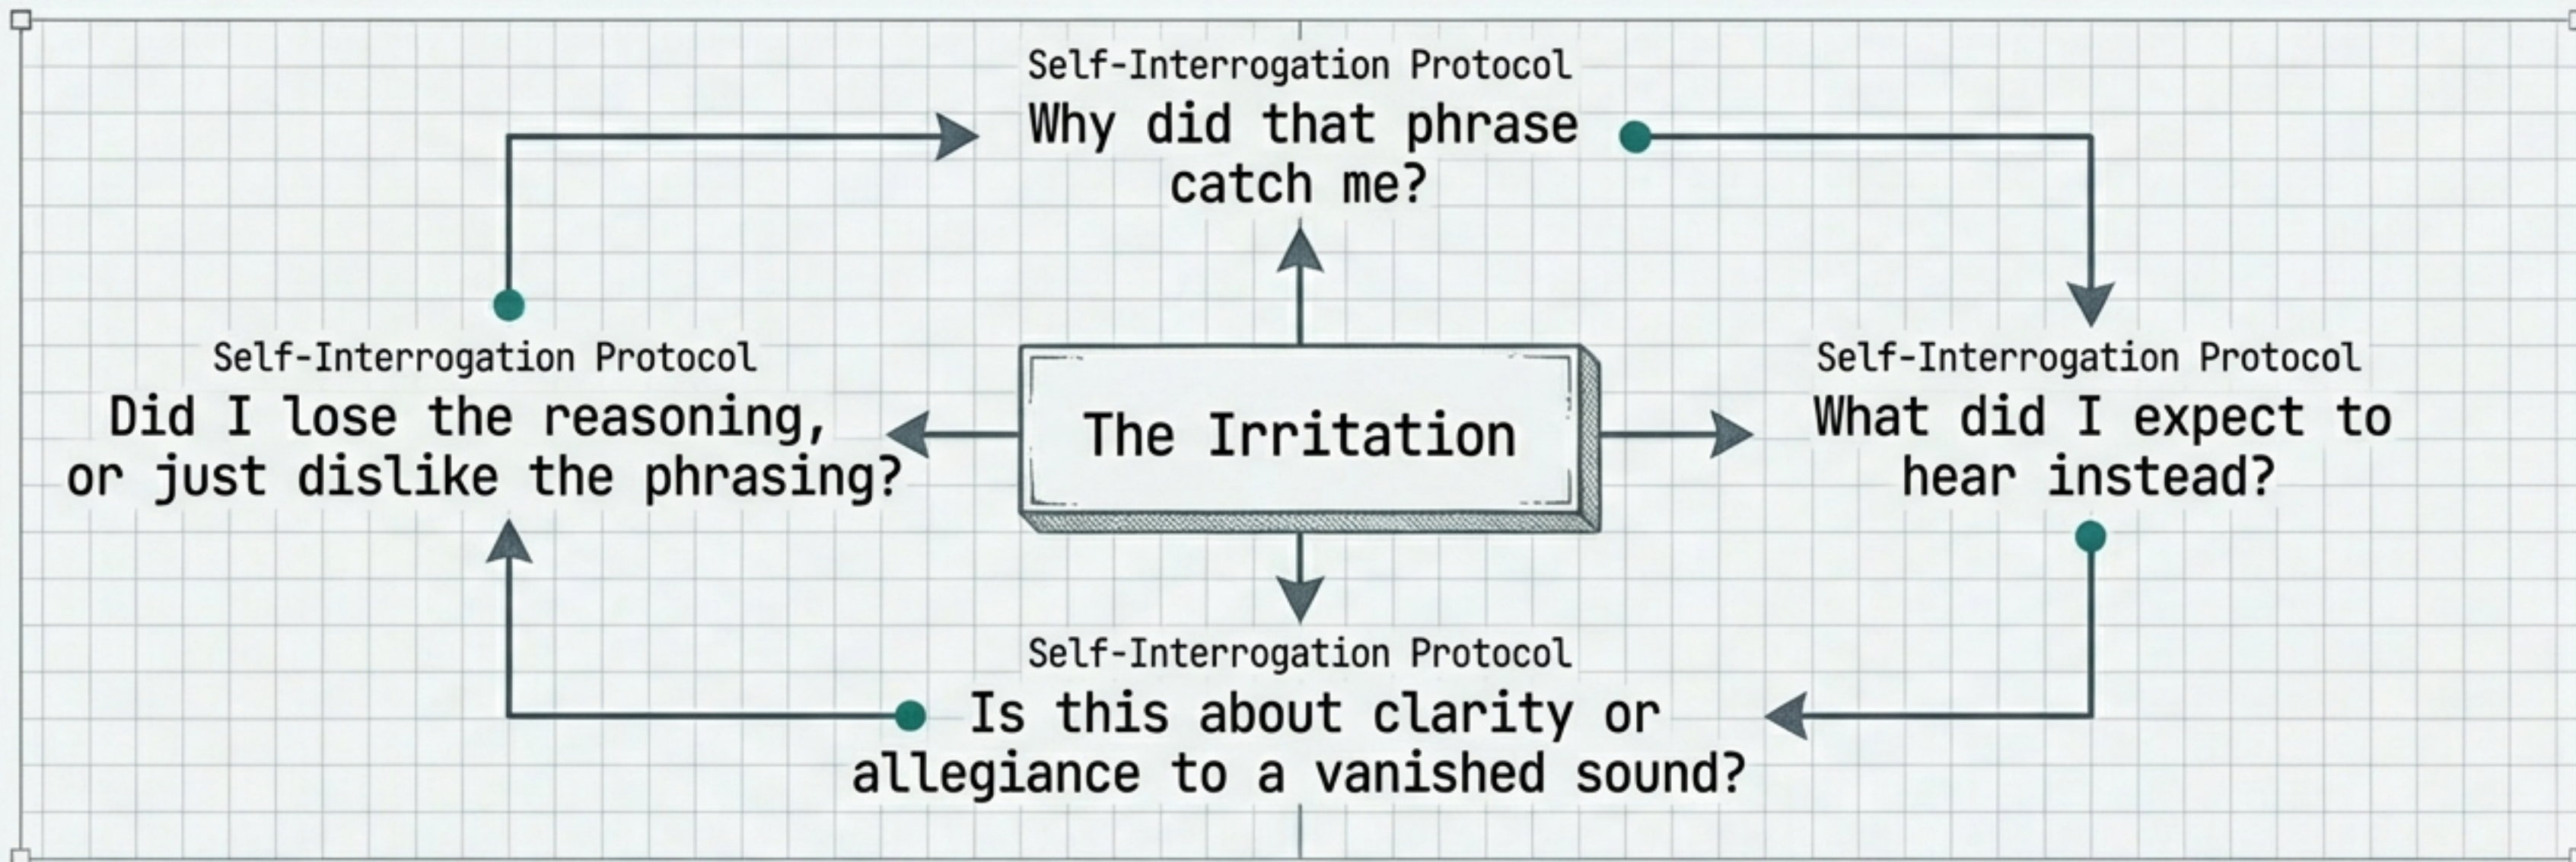 Self-Interrogation Protocol
Why did that phrase
catch me?
Self-Interrogation Protocol
Did I lose the reasoning,
or just dislike the phrasing?
The Irritation
Self-Interrogation Protocol
What did I expect to
hear instead?
Self-Interrogation Protocol
Is this about clarity or
allegiance to a vanished sound?